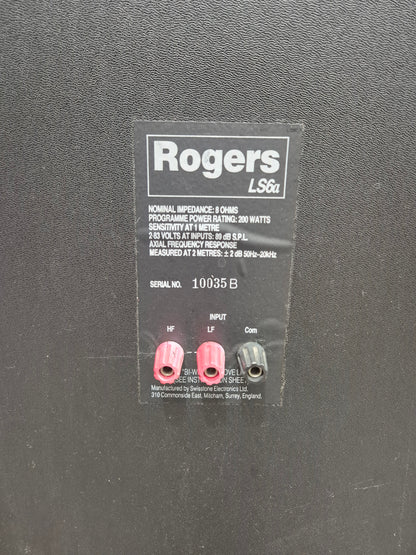 Rogers
LS6a
NOMINAL IMPEDANCE: 8 OHMS
PROGRAMME POWER RATING: 200 WATTS
SENSITIVITY AT 1 METRE
2·83 VOLTS AT INPUTS: 89 dB S.P.L.
AXIAL FREQUENCY RESPONSE
MEASURED AT 2 METRES: ± 2 dB 50Hz–20kHz
SERIAL NO. 10035 B
INPUT
HF LF Com
Manufactured by Swisstone Electronics Ltd.
310 Commonside East, Mitcham, Surrey, England.